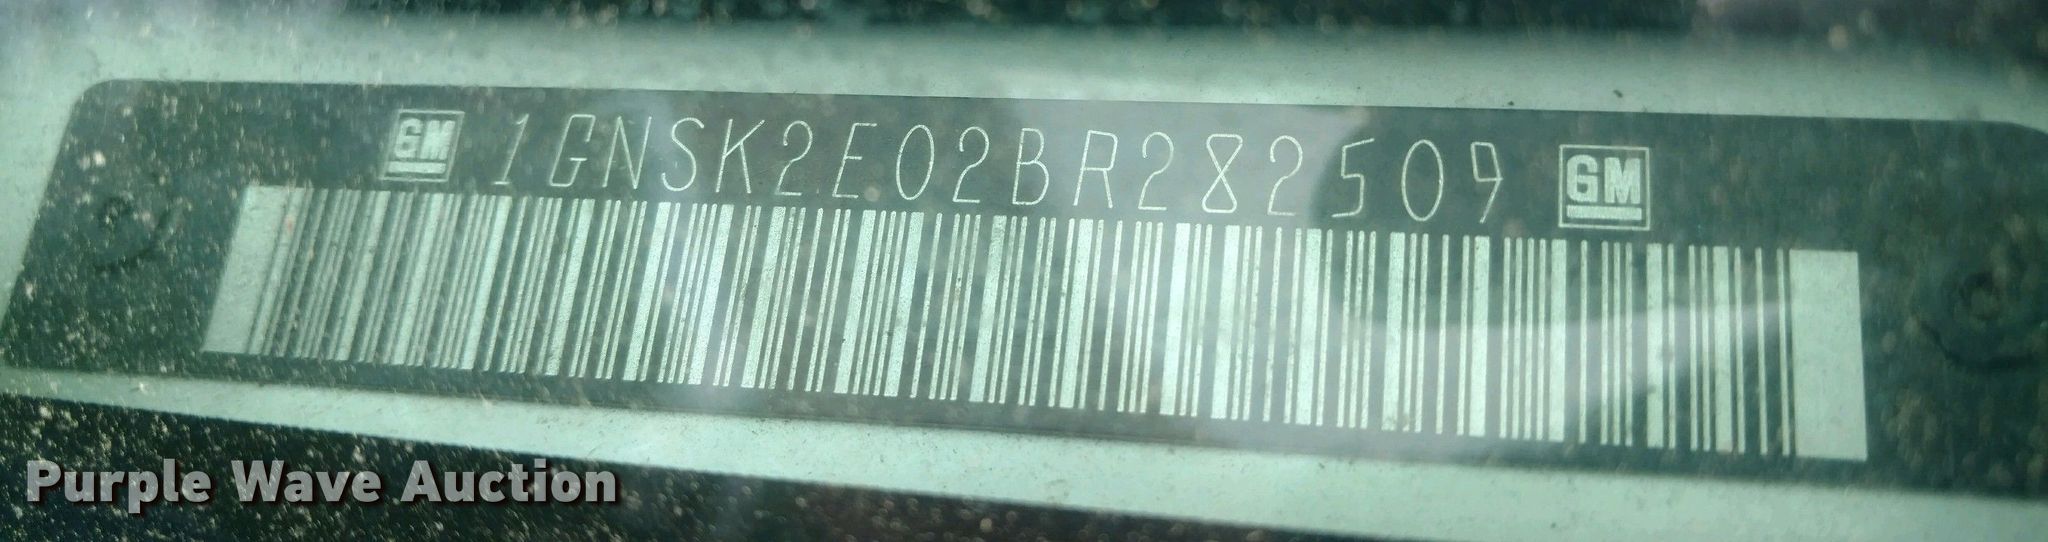 GM 1GNSK2E02BR282509 GM
Purple Wave Auction